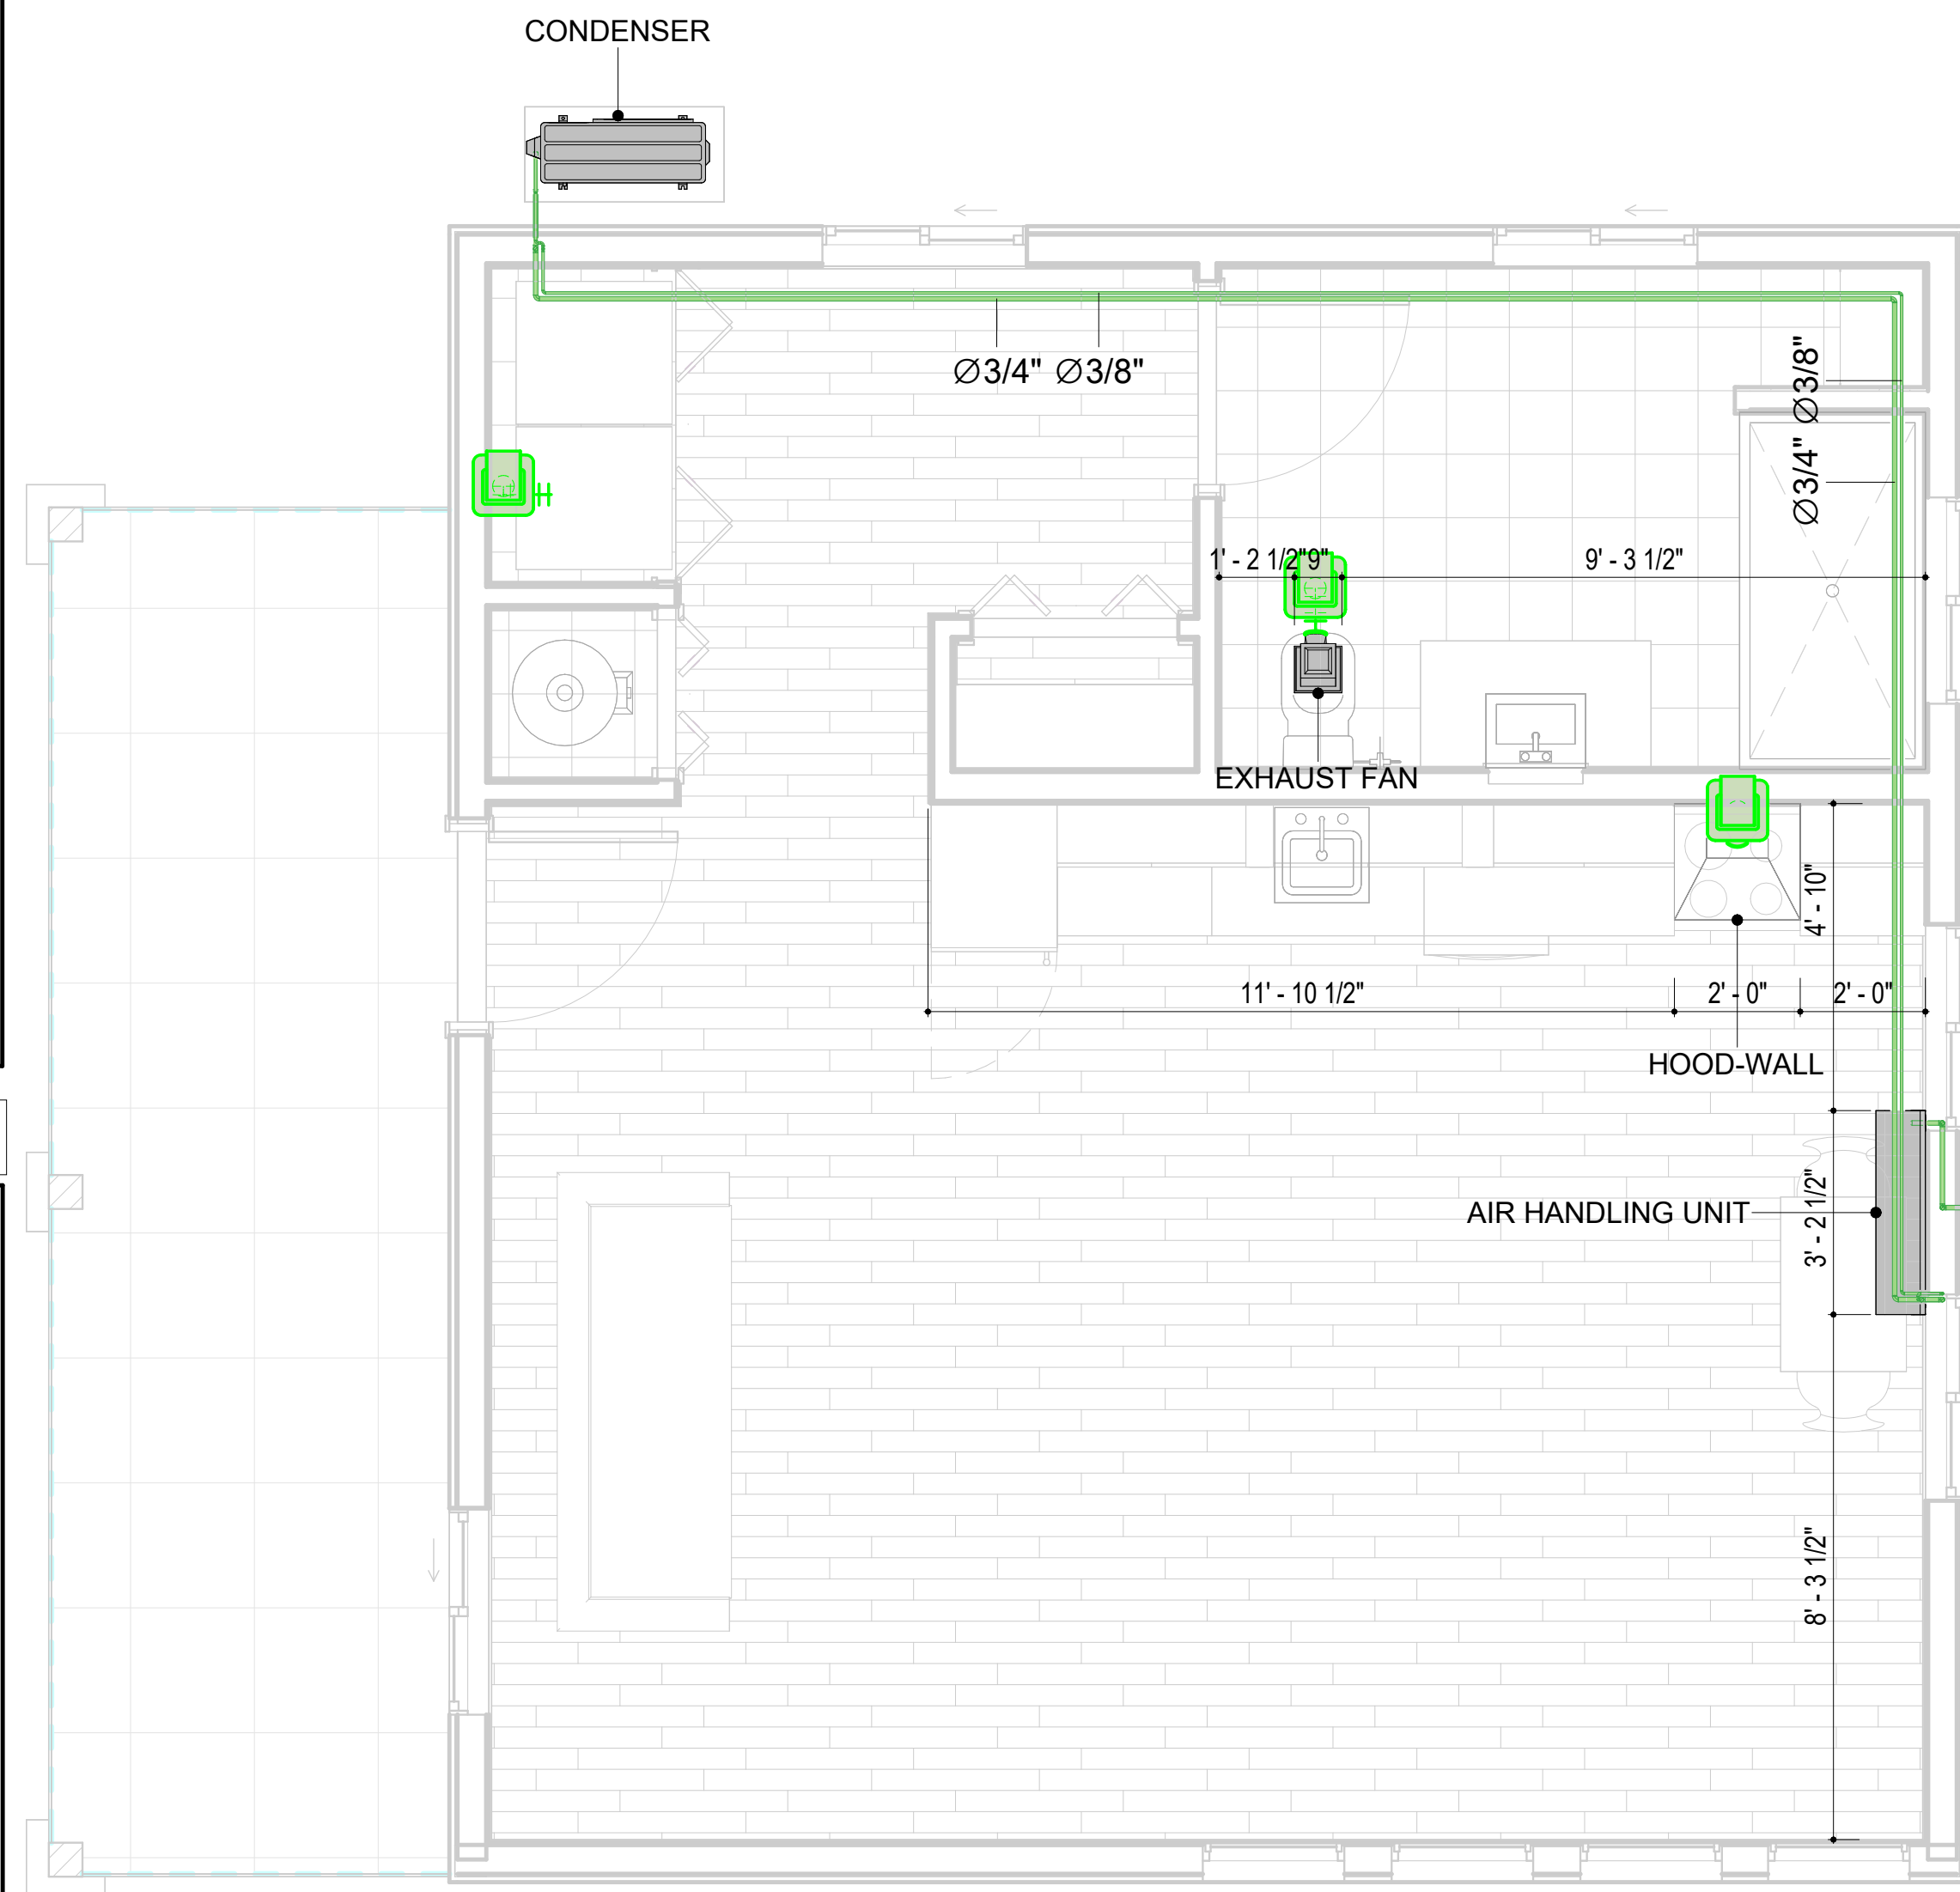 CONDENSER
Ø3/4" Ø3/8"
Ø3/4" Ø3/8"
1' - 2 1/2" 9" 9' - 3 1/2"
EXHAUST FAN
4' - 10"
11' - 10 1/2" 2' - 0" 2' - 0"
HOOD-WALL
AIR HANDLING UNIT
3' - 2 1/2"
8' - 3 1/2"